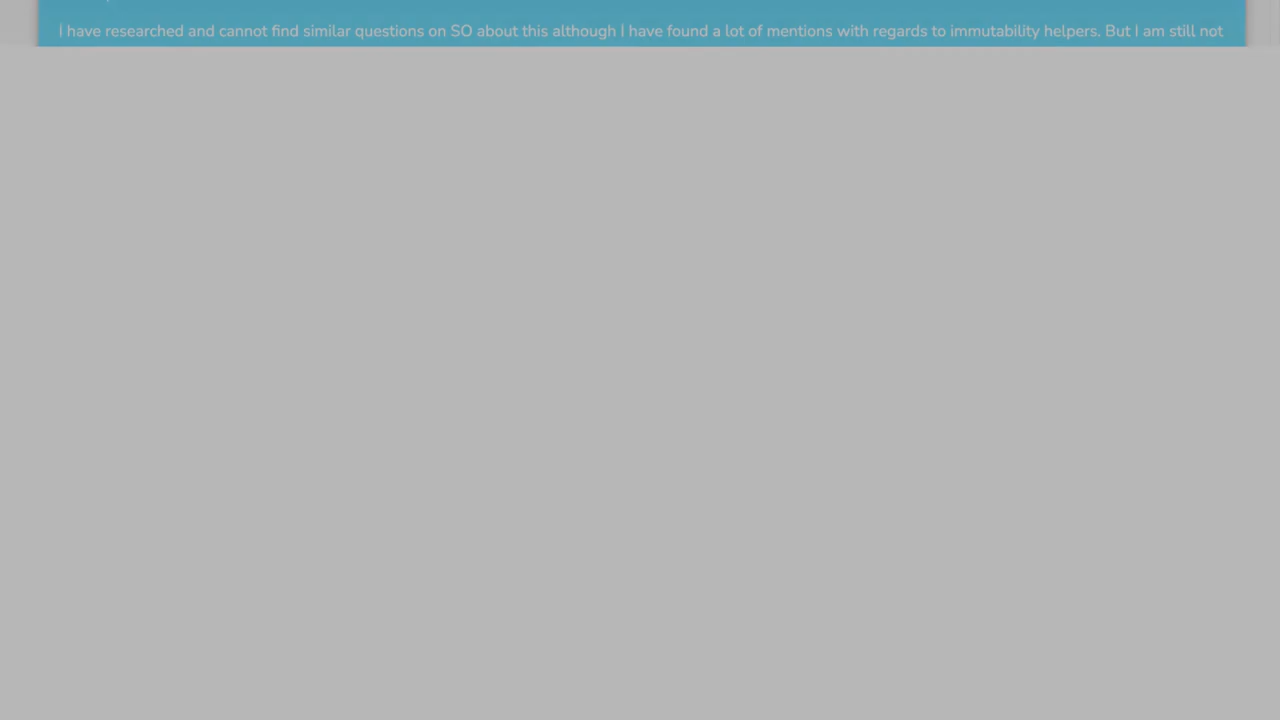 I have researched and cannot find similar questions on SO about this although I have found a lot of mentions with regards to immutability helpers. But I am still not